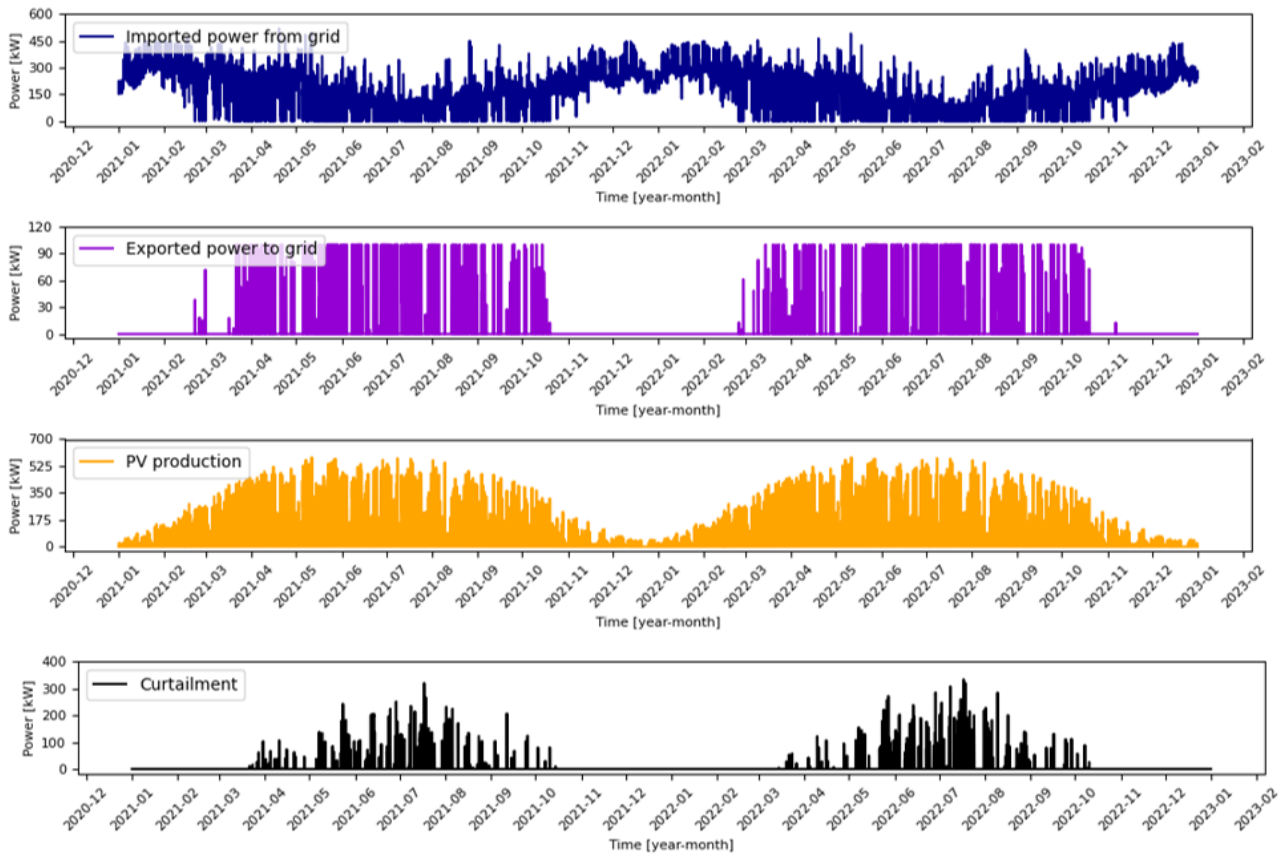 600
450
300
150
0
Power [kW]
Imported power from grid
2020-12 2021-01 2021-02 2021-03 2021-04 2021-05 2021-06 2021-07 2021-08 2021-09 2021-10 2021-11 2021-12 2022-01 2022-02 2022-03 2022-04 2022-05 2022-06 2022-07 2022-08 2022-09 2022-10 2022-11 2022-12 2023-01 2023-02
Time [year-month]
120
90
60
30
0
Power [kW]
Exported power to grid
2020-12 2021-01 2021-02 2021-03 2021-04 2021-05 2021-06 2021-07 2021-08 2021-09 2021-10 2021-11 2021-12 2022-01 2022-02 2022-03 2022-04 2022-05 2022-06 2022-07 2022-08 2022-09 2022-10 2022-11 2022-12 2023-01 2023-02
Time [year-month]
700
525
350
175
0
Power [kW]
PV production
2020-12 2021-01 2021-02 2021-03 2021-04 2021-05 2021-06 2021-07 2021-08 2021-09 2021-10 2021-11 2021-12 2022-01 2022-02 2022-03 2022-04 2022-05 2022-06 2022-07 2022-08 2022-09 2022-10 2022-11 2022-12 2023-01 2023-02
Time [year-month]
400
300
200
100
0
Power [kW]
Curtailment
2020-12 2021-01 2021-02 2021-03 2021-04 2021-05 2021-06 2021-07 2021-08 2021-09 2021-10 2021-11 2021-12 2022-01 2022-02 2022-03 2022-04 2022-05 2022-06 2022-07 2022-08 2022-09 2022-10 2022-11 2022-12 2023-01 2023-02
Time [year-month]